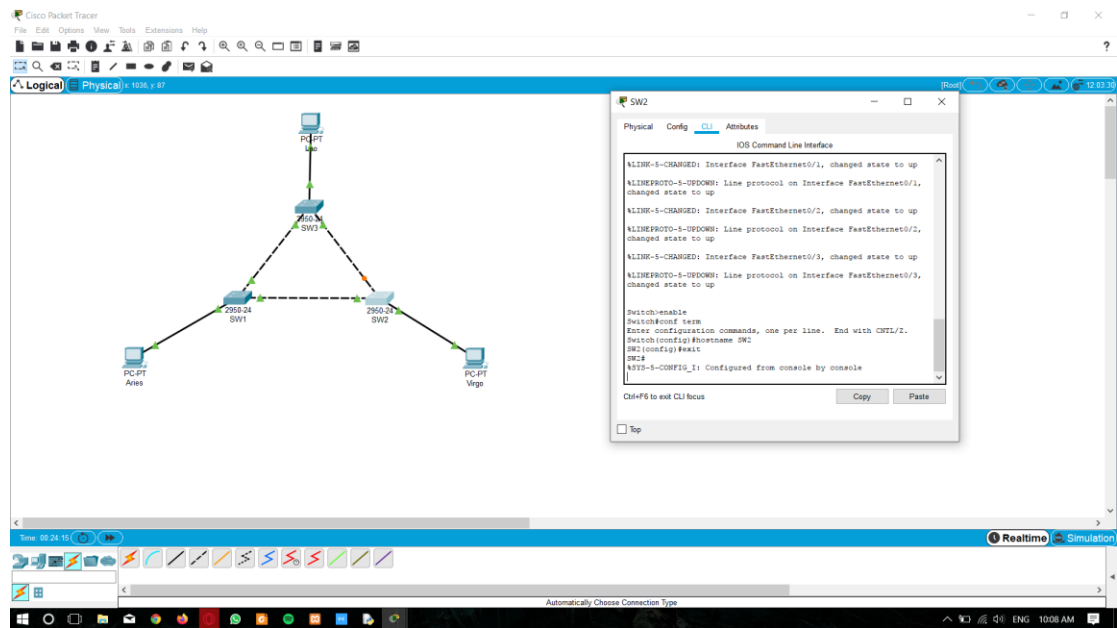 Cisco Packet Tracer
File Edit Options View Tools Extensions Help
?
Logical
Physical
x: 1036, y: 87
[Root]
12:03:30
PC-PT
2950-24
SW3
2950-24
SW1
2950-24
SW2
PC-PT
Aries
PC-PT
Virgo
SW2
Physical Config CLI Attributes
IOS Command Line Interface
%LINK-5-CHANGED: Interface FastEthernet0/1, changed state to up
%LINEPROTO-5-UPDOWN: Line protocol on Interface FastEthernet0/1,
changed state to up
%LINK-5-CHANGED: Interface FastEthernet0/2, changed state to up
%LINEPROTO-5-UPDOWN: Line protocol on Interface FastEthernet0/2,
changed state to up
%LINK-5-CHANGED: Interface FastEthernet0/3, changed state to up
%LINEPROTO-5-UPDOWN: Line protocol on Interface FastEthernet0/3,
changed state to up
Switch>enable
Switch#conf term
Enter configuration commands, one per line. End with CNTL/Z.
Switch(config)#hostname SW2
SW2(config)#exit
SW2#
%SYS-5-CONFIG_I: Configured from console by console
Ctrl+F6 to exit CLI focus
Copy
Paste
Top
Time: 00:24:15
Realtime
Simulation
Automatically Choose Connection Type
ENG 10:08 AM